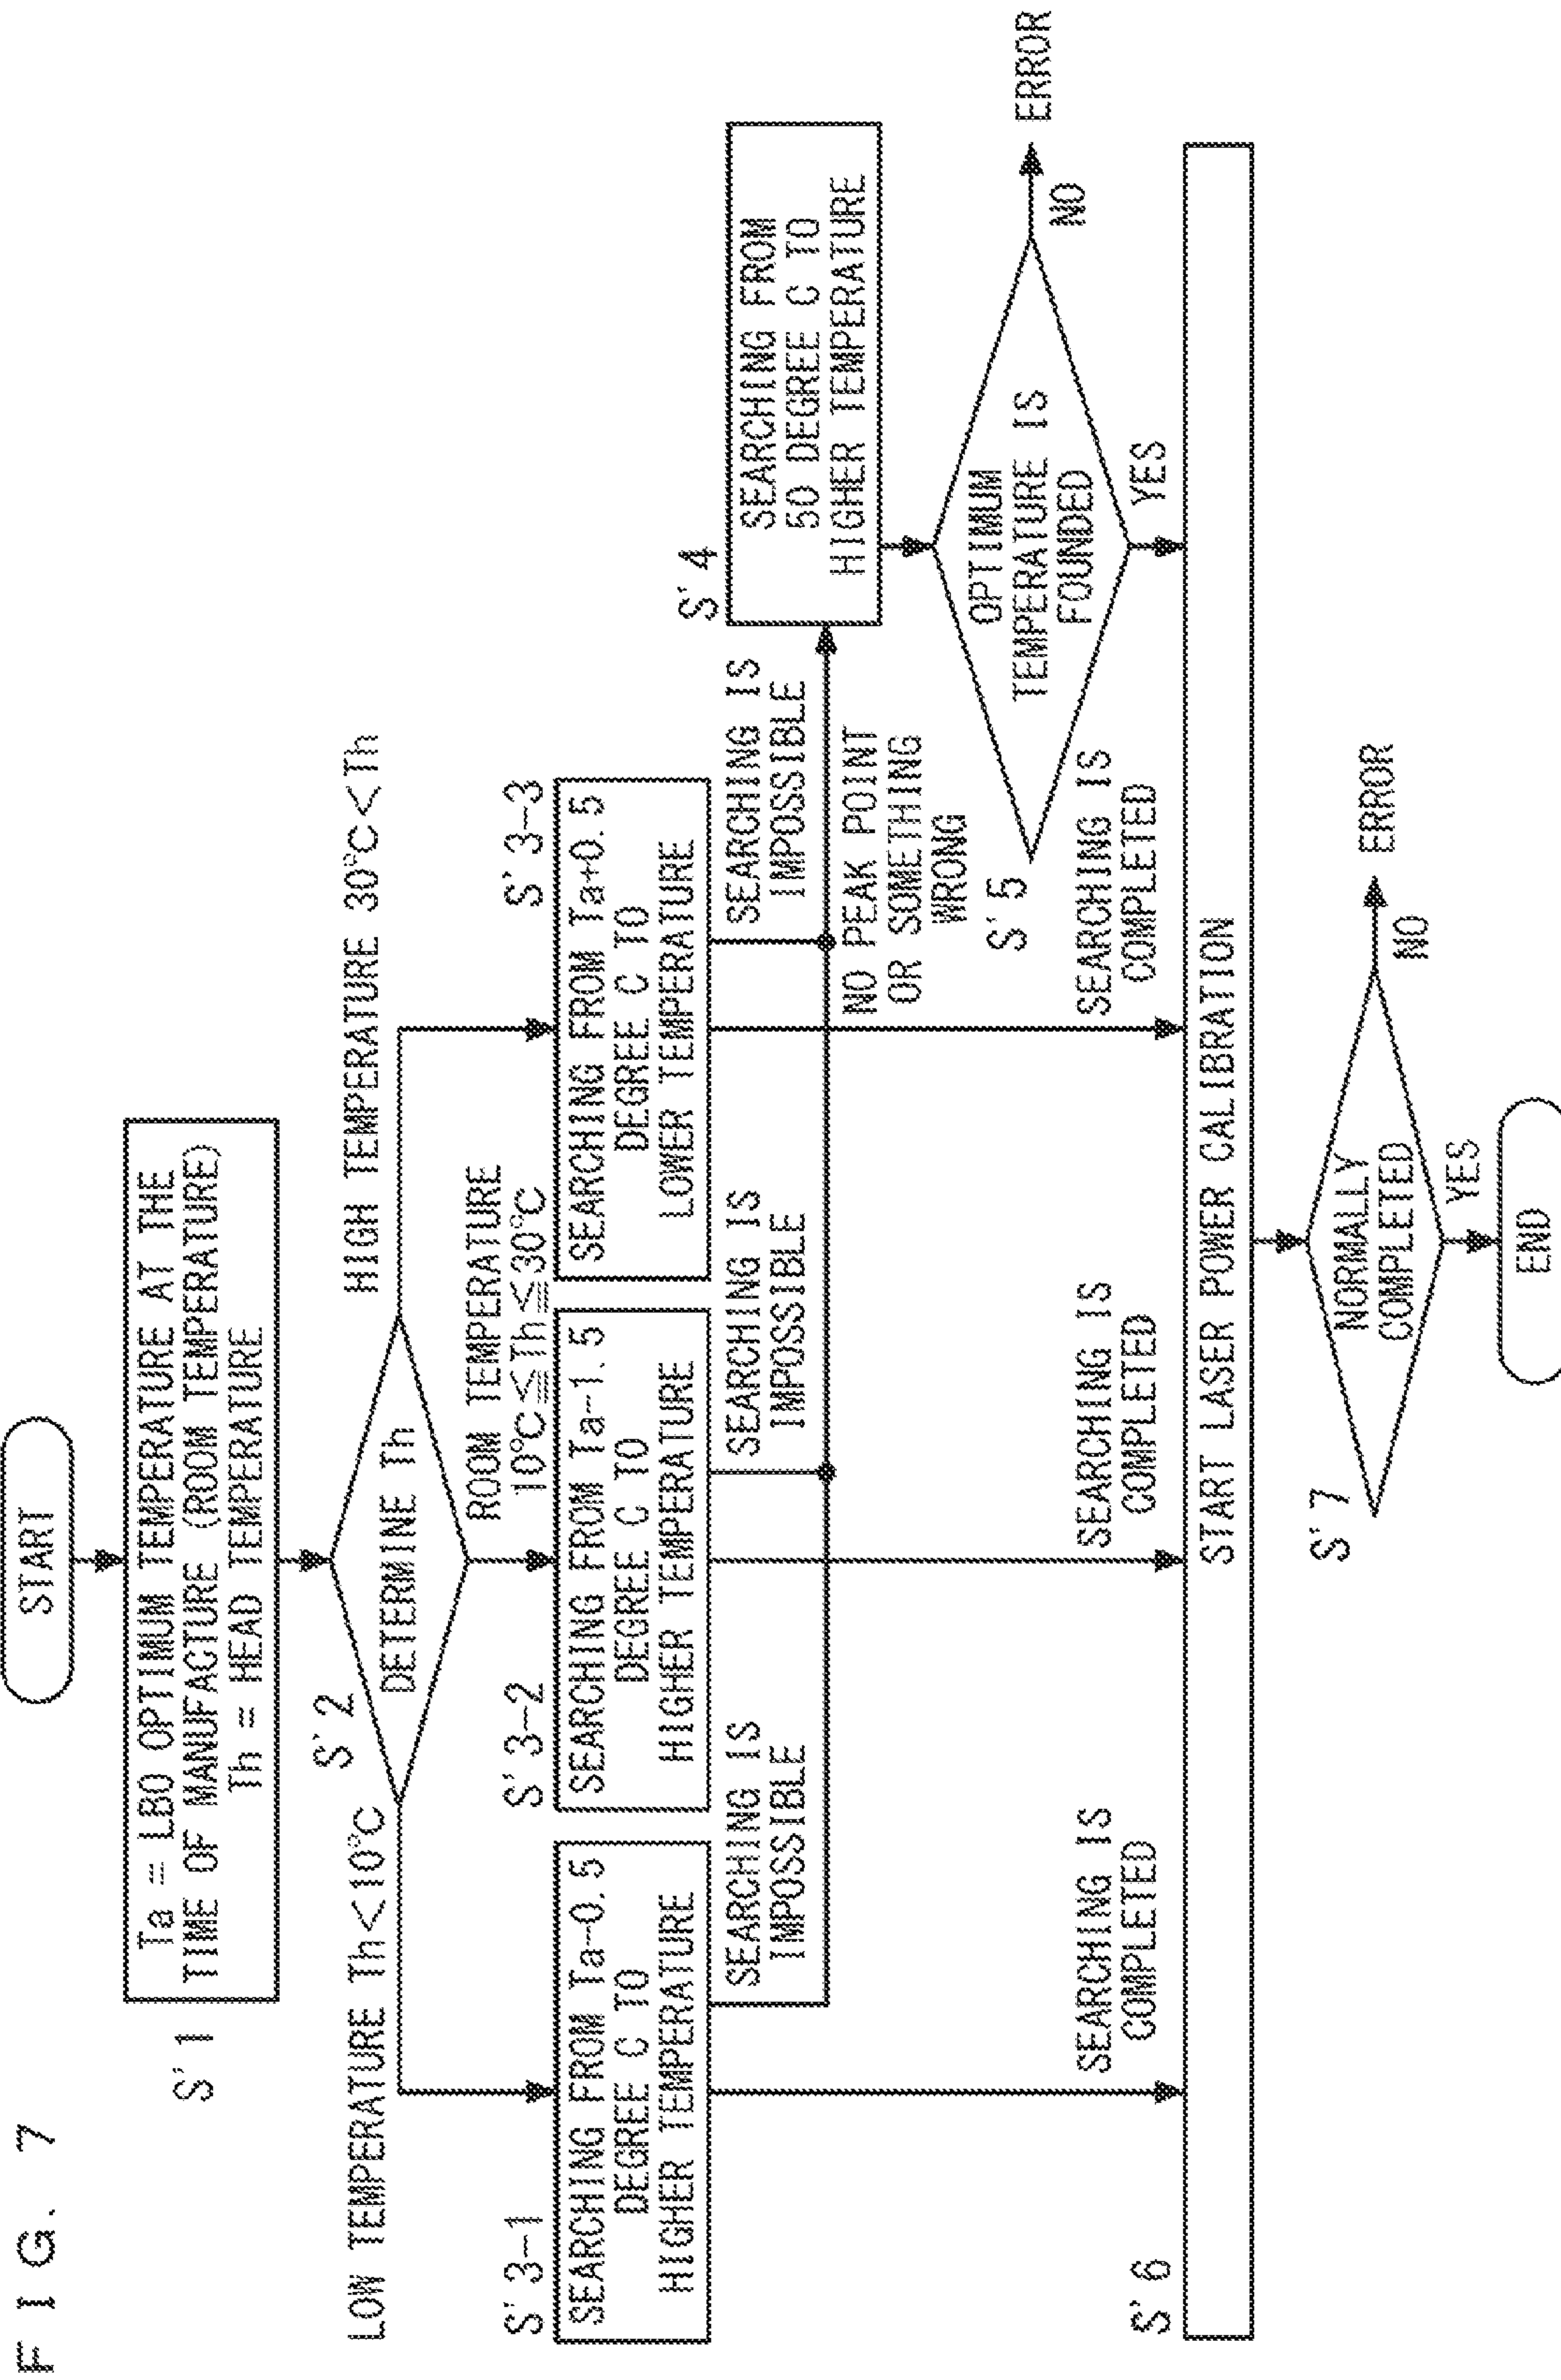 FIG. 7
START
S'1
Ta = LBO OPTIMUM TEMPERATURE AT THE
TIME OF MANUFACTURE (ROOM TEMPERATURE)
Th = HEAD TEMPERATURE
S'2
DETERMINE Th
LOW TEMPERATURE Th<10°C
HIGH TEMPERATURE 30°C<Th
ROOM TEMPERATURE
10°C≦Th≦30°C
S'3-1
SEARCHING FROM Ta-0.5
DEGREE C TO
HIGHER TEMPERATURE
S'3-2
SEARCHING FROM Ta-1.5
DEGREE C TO
HIGHER TEMPERATURE
S'3-3
SEARCHING FROM Ta+0.5
DEGREE C TO
LOWER TEMPERATURE
SEARCHING IS
IMPOSSIBLE
SEARCHING IS
IMPOSSIBLE
SEARCHING IS
IMPOSSIBLE
S'4
SEARCHING FROM
50 DEGREE C TO
HIGHER TEMPERATURE
NO PEAK POINT
OR SOMETHING
WRONG
S'5
OPTIMUM
TEMPERATURE IS
FOUNDED
NO
ERROR
YES
SEARCHING IS
COMPLETED
SEARCHING IS
COMPLETED
SEARCHING IS
COMPLETED
S'6
START LASER POWER CALIBRATION
S'7
NORMALLY
COMPLETED
NO
ERROR
YES
END